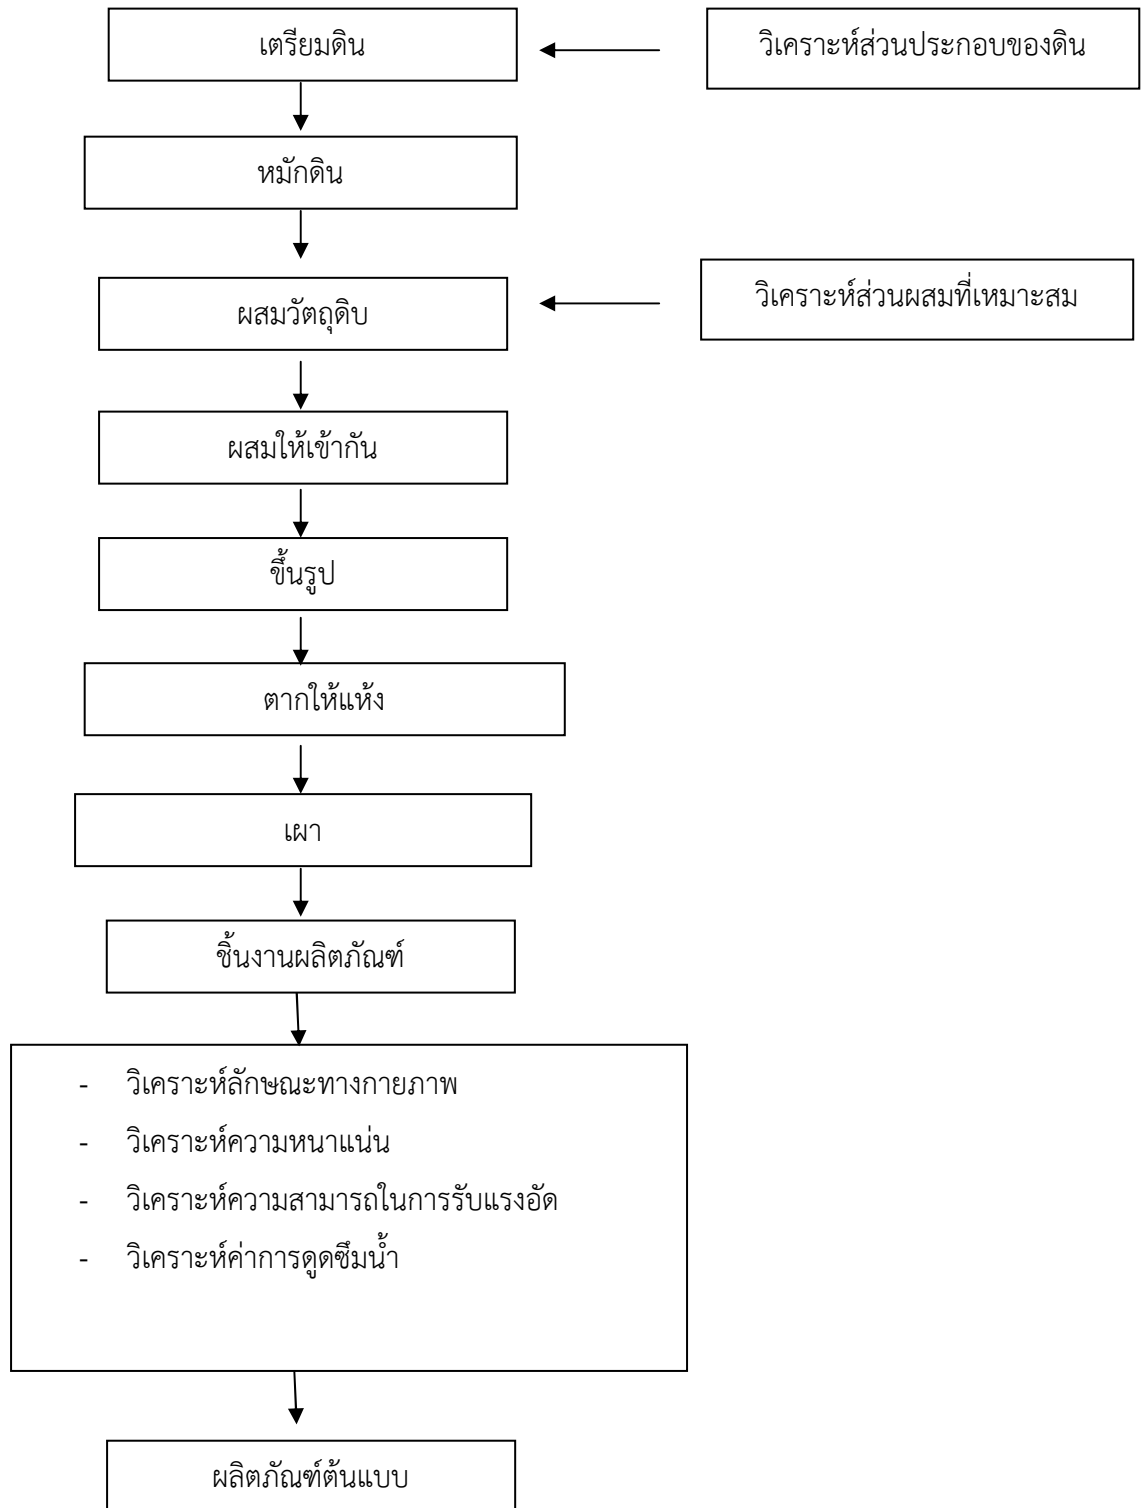 เตรียมดิน
วิเคราะห์ส่วนประกอบของดิน
หมักดิน
ผสมวัตถุดิบ
วิเคราะห์ส่วนผสมที่เหมาะสม
ผสมให้เข้ากัน
ขึ้นรูป
ตากให้แห้ง
เผา
ชิ้นงานผลิตภัณฑ์
- วิเคราะห์ลักษณะทางกายภาพ
- วิเคราะห์ความหนาแน่น
- วิเคราะห์ความสามารถในการรับแรงอัด
- วิเคราะห์ค่าการดูดซึมน้ำ
ผลิตภัณฑ์ต้นแบบ